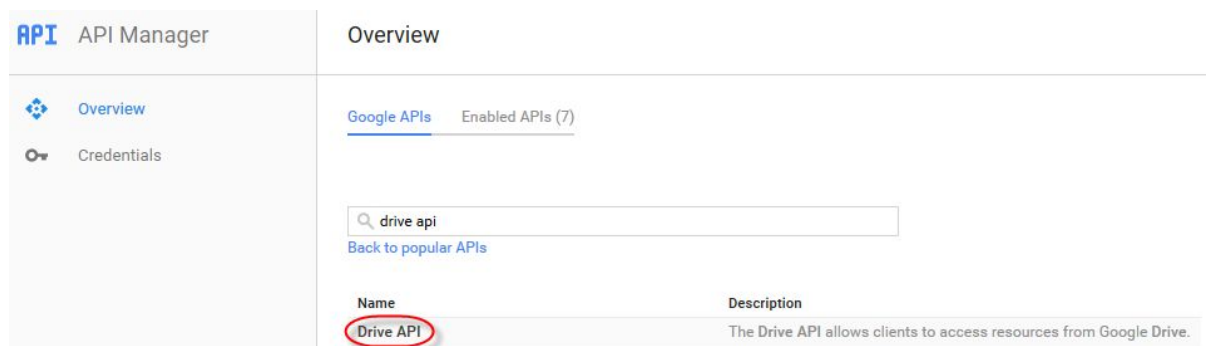 API API Manager
Overview
Overview
Credentials
Google APIs Enabled APIs (7)
drive api
Back to popular APIs
Name Description
Drive API The Drive API allows clients to access resources from Google Drive.